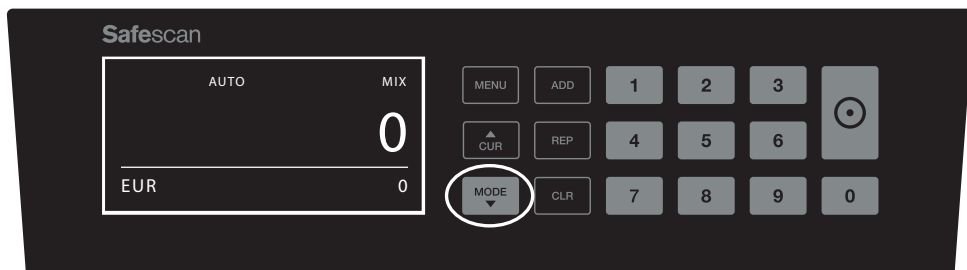 Safescan
AUTO MIX
0
EUR 0
MENU ADD 1 2 3
CUR REP 4 5 6
MODE CLR 7 8 9 0